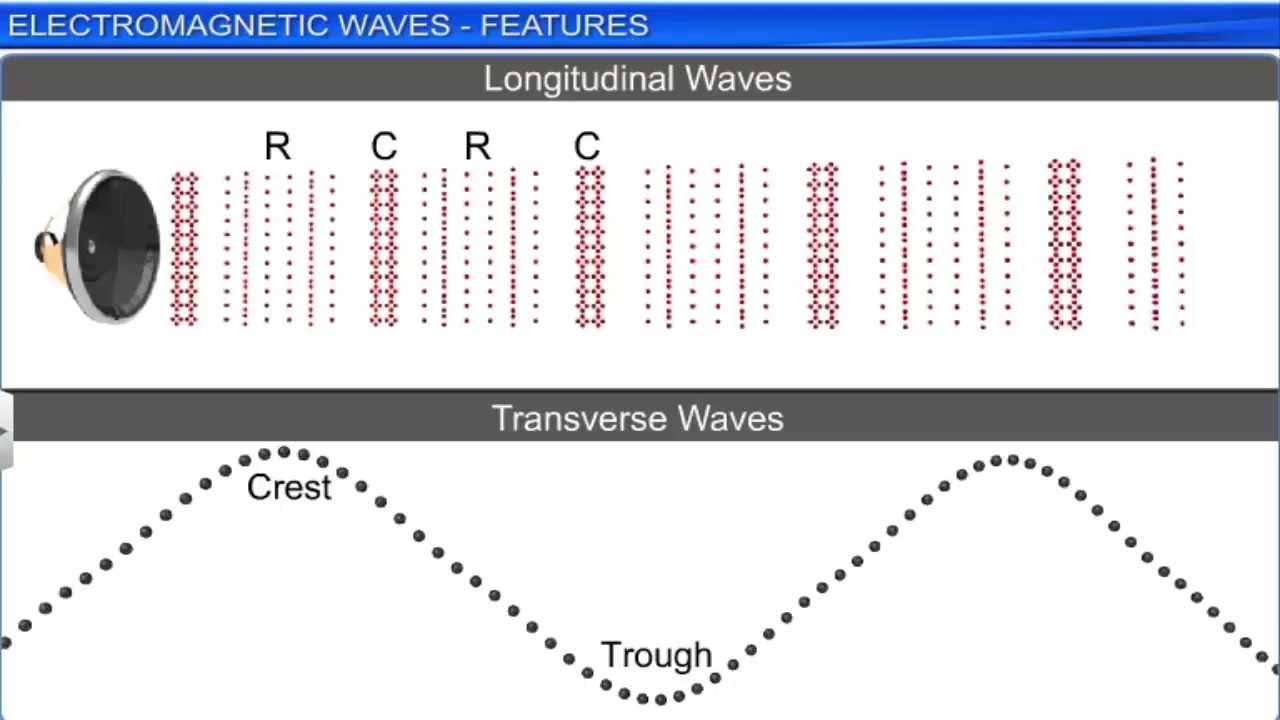 ELECTROMAGNETIC WAVES - FEATURES
Longitudinal Waves
R C R C
Transverse Waves
Crest
Trough